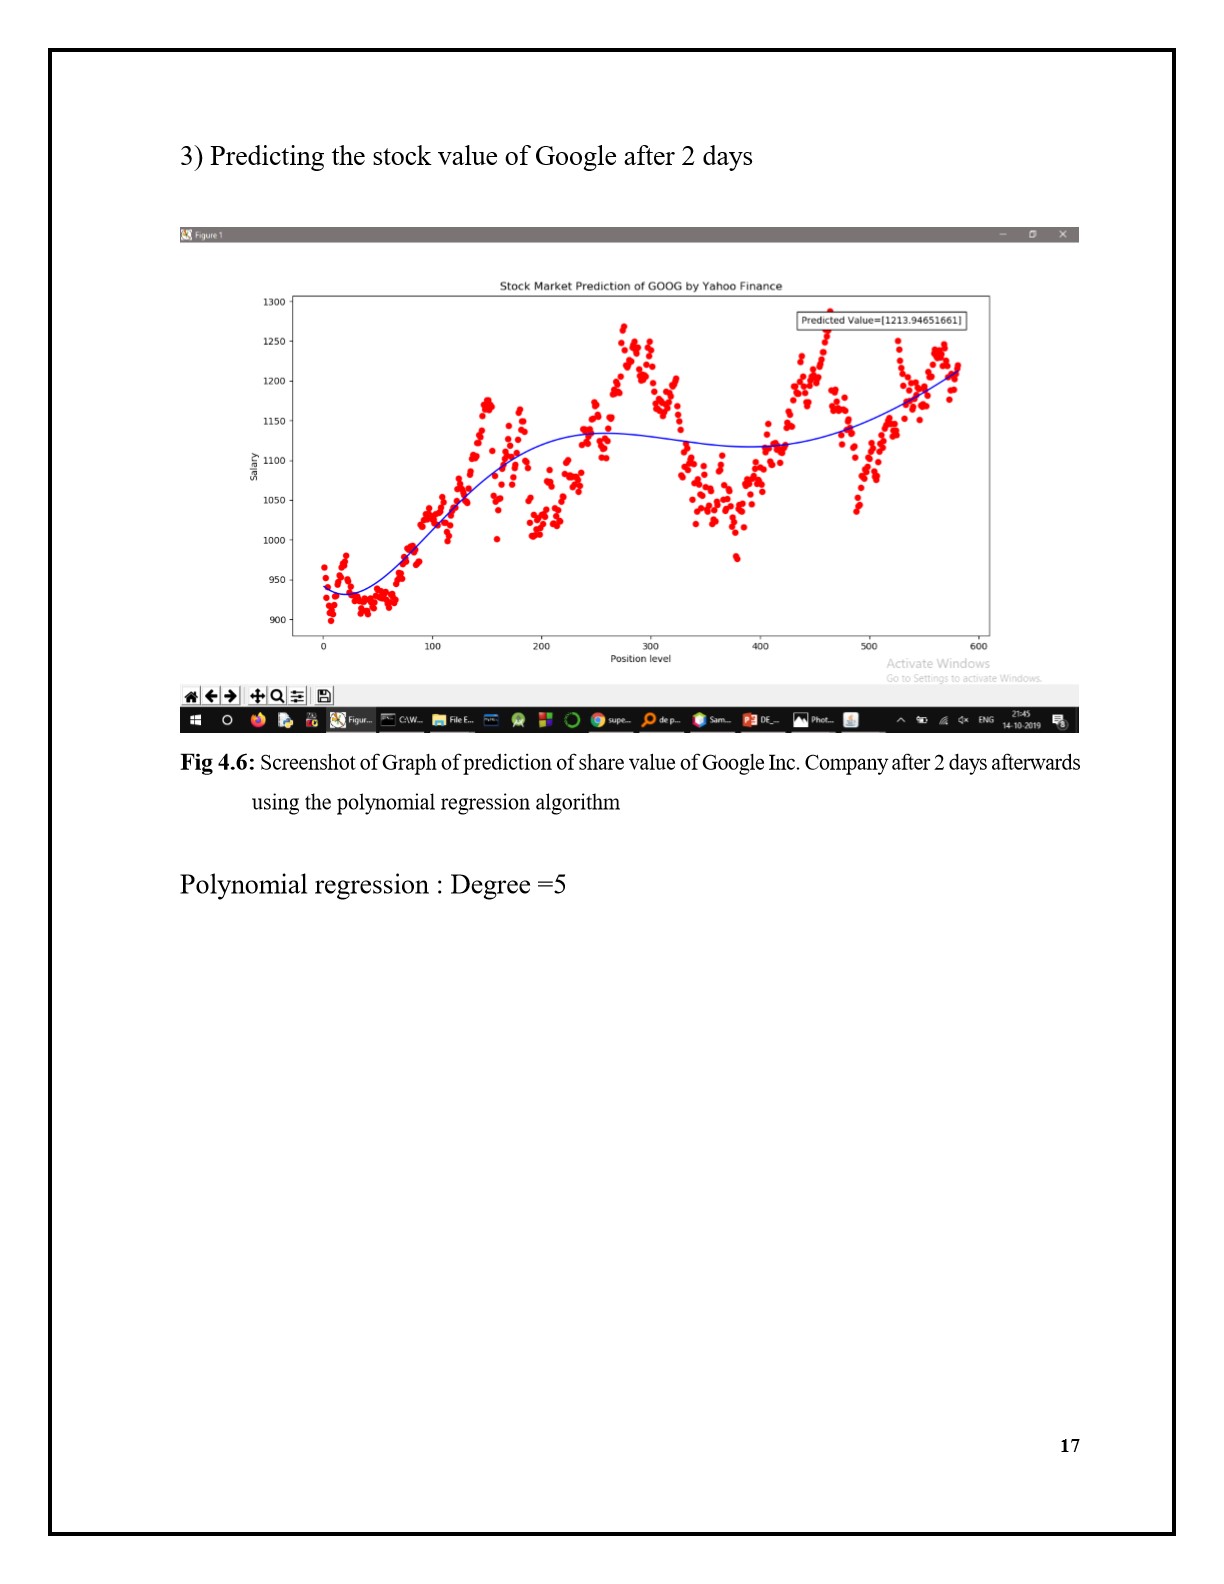 3) Predicting the stock value of Google after 2 days
Figure 1
Stock Market Prediction of GOOG by Yahoo Finance
Predicted Value=[1213.94651661]
1300
1250
1200
1150
1100
1050
1000
950
900
Salary
0 100 200 300 400 500 600
Position level
Activate Windows
Go to Settings to activate Windows.
Figur... C:\W... File E... supe... de p... Sam... DE_... Phot... ENG 21:45
14-10-2019
Fig 4.6: Screenshot of Graph of prediction of share value of Google Inc. Company after 2 days afterwards
using the polynomial regression algorithm
Polynomial regression : Degree =5
17